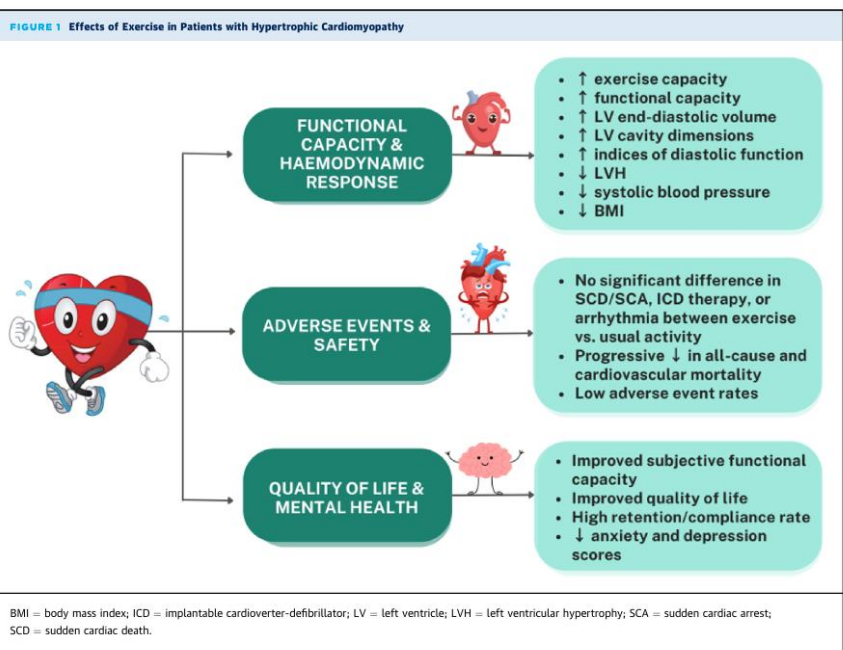 FIGURE 1 Effects of Exercise in Patients with Hypertrophic Cardiomyopathy
FUNCTIONAL
CAPACITY &
HAEMODYNAMIC
RESPONSE
• ↑ exercise capacity
• ↑ functional capacity
• ↑ LV end-diastolic volume
• ↑ LV cavity dimensions
• ↑ indices of diastolic function
• ↓ LVH
• ↓ systolic blood pressure
• ↓ BMI
ADVERSE EVENTS &
SAFETY
• No significant difference in
SCD/SCA, ICD therapy, or
arrhythmia between exercise
vs. usual activity
• Progressive ↓ in all-cause and
cardiovascular mortality
• Low adverse event rates
QUALITY OF LIFE &
MENTAL HEALTH
• Improved subjective functional
capacity
• Improved quality of life
• High retention/compliance rate
• ↓ anxiety and depression
scores
BMI = body mass index; ICD = implantable cardioverter-defibrillator; LV = left ventricle; LVH = left ventricular hypertrophy; SCA = sudden cardiac arrest;
SCD = sudden cardiac death.